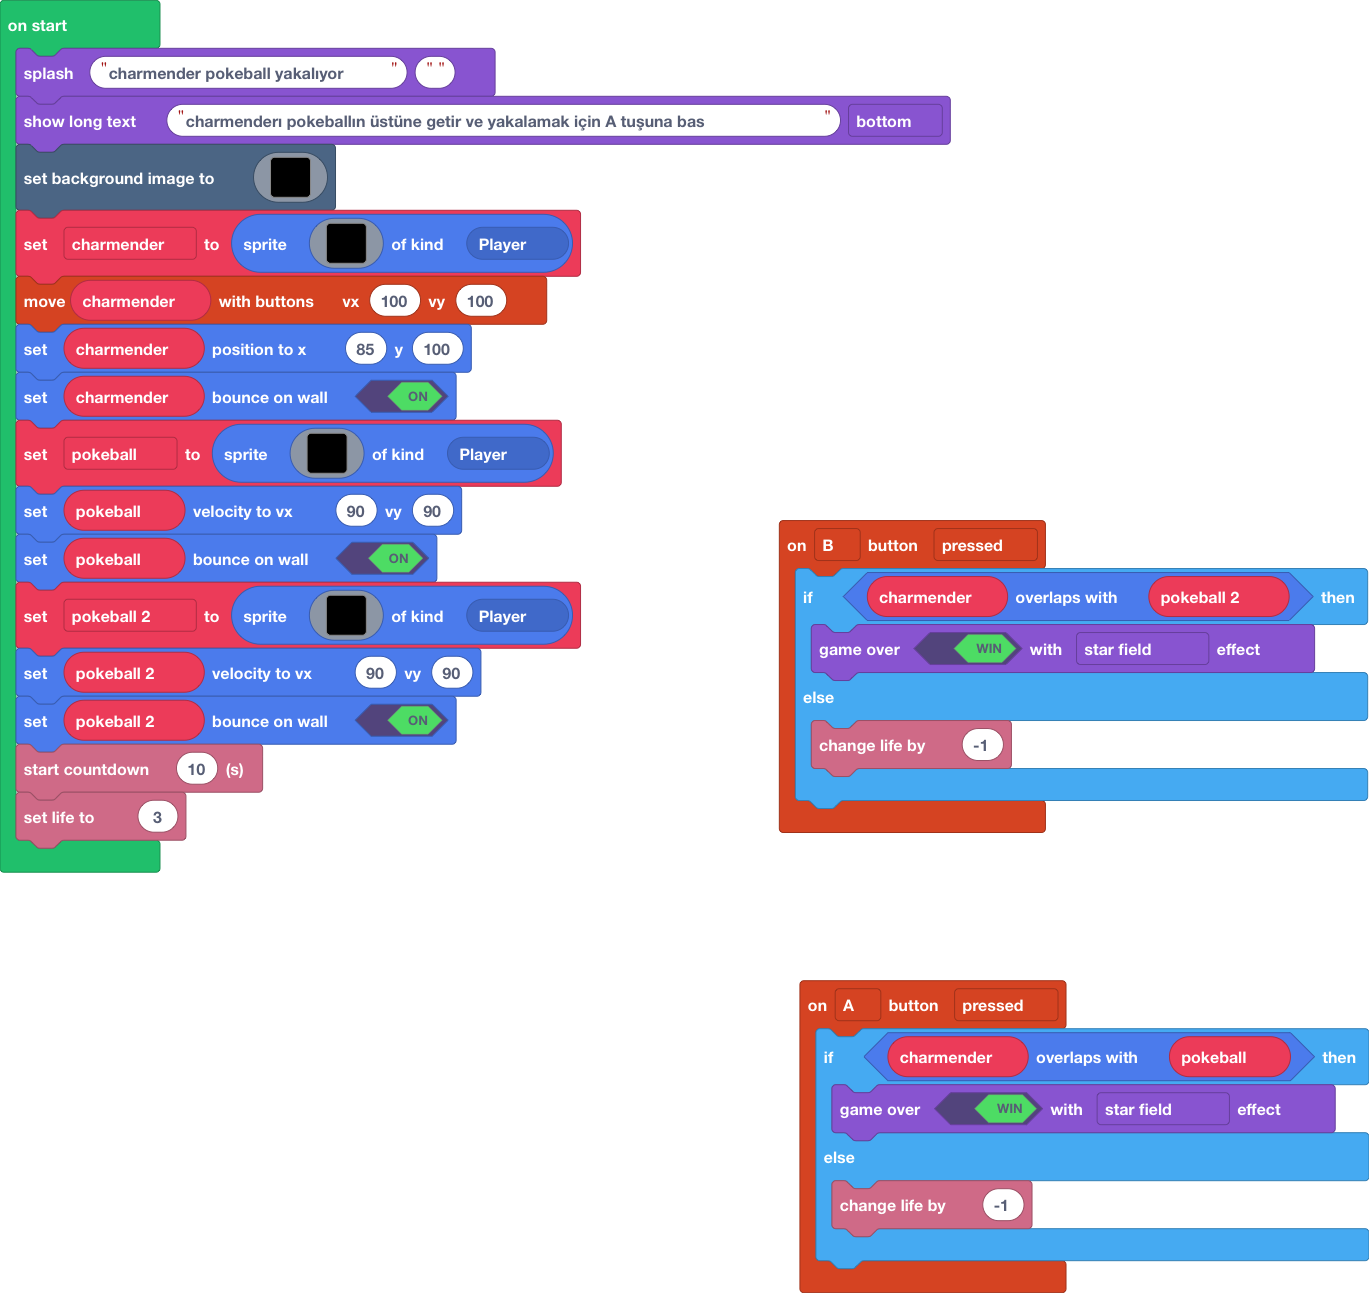 on start
splash "charmender pokeball yakalıyor" " "
show long text "charmenderı pokeballın üstüne getir ve yakalamak için A tuşuna bas" bottom
set background image to
set charmender to sprite of kind Player
move charmender with buttons vx 100 vy 100
set charmender position to x 85 y 100
set charmender bounce on wall ON
set pokeball to sprite of kind Player
set pokeball velocity to vx 90 vy 90
set pokeball bounce on wall ON
set pokeball 2 to sprite of kind Player
set pokeball 2 velocity to vx 90 vy 90
set pokeball 2 bounce on wall ON
start countdown 10 (s)
set life to 3
on B button pressed
if charmender overlaps with pokeball 2 then
game over WIN with star field effect
else
change life by -1
on A button pressed
if charmender overlaps with pokeball then
game over WIN with star field effect
else
change life by -1